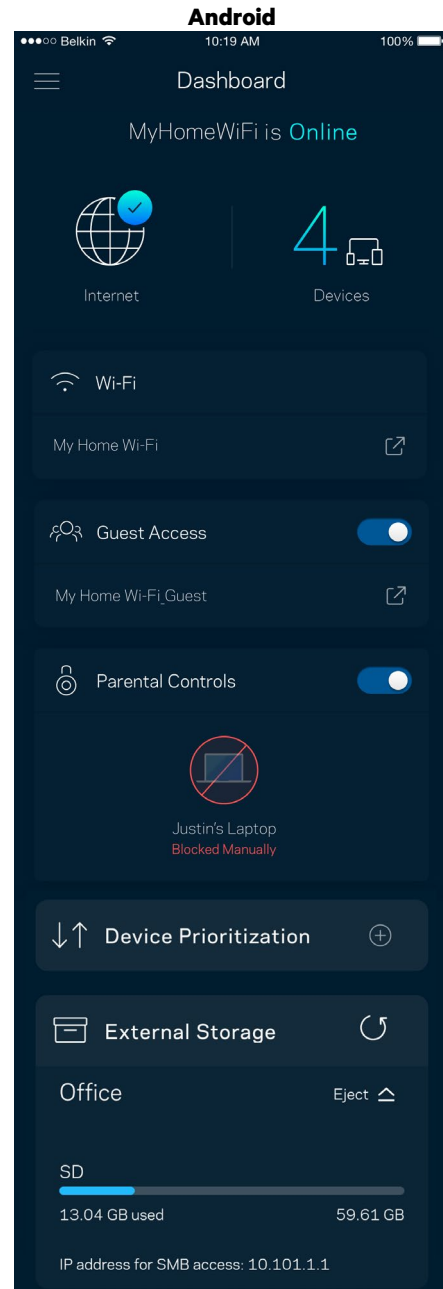 Android
Belkin 10:19 AM 100%
Dashboard
MyHomeWiFi is Online
4
Internet Devices
Wi-Fi
My Home Wi-Fi
Guest Access
My Home Wi-Fi_Guest
Parental Controls
Justin's Laptop
Blocked Manually
Device Prioritization
External Storage
Office Eject
SD
13.04 GB used 59.61 GB
IP address for SMB access: 10.101.1.1